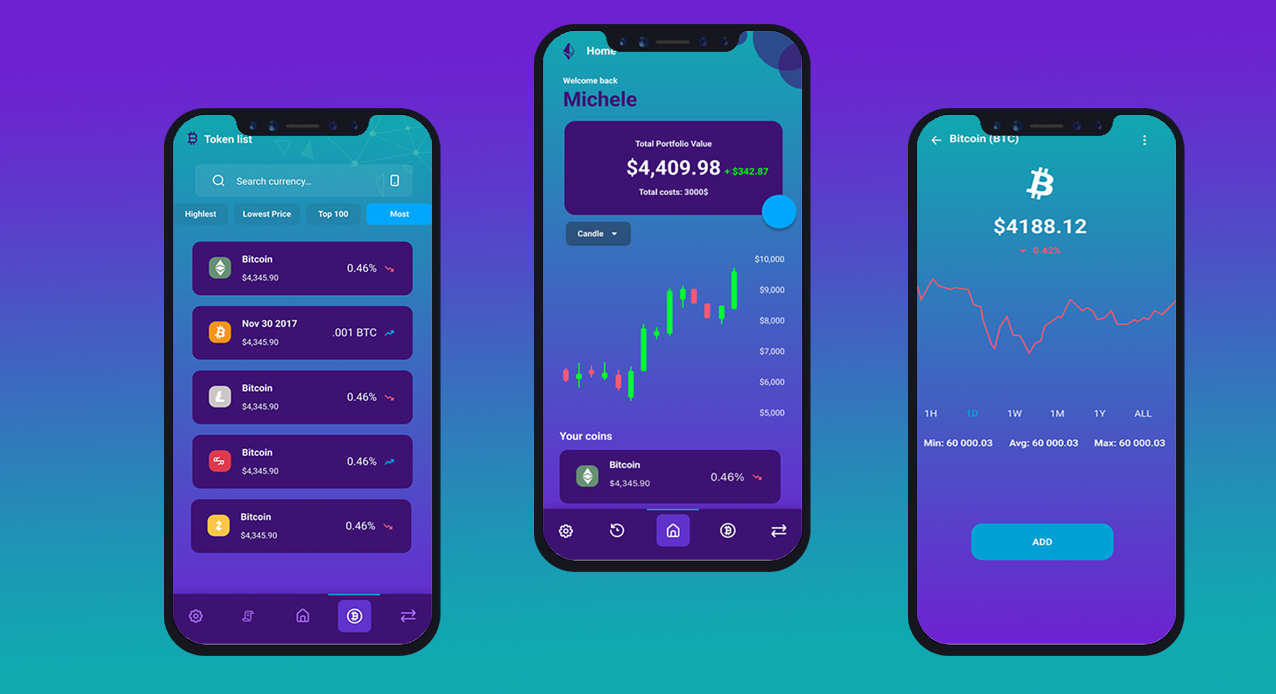 Token list
Search currency...
Highest
Lowest Price
Top 100
Most
Bitcoin
$4,345.90
0.46%
Nov 30 2017
$4,345.90
.001 BTC
Bitcoin
$4,345.90
0.46%
Bitcoin
$4,345.90
0.46%
Bitcoin
$4,345.90
0.46%
Home
Welcome back
Michele
Total Portfolio Value
$4,409.98 + $342.87
Total costs: 3000$
Candle
$10,000
$9,000
$8,000
$7,000
$6,000
$5,000
Your coins
Bitcoin
$4,345.90
0.46%
Bitcoin (BTC)
$4188.12
0.42%
1H 1D 1W 1M 1Y ALL
Min: 60 000.03 Avg: 60 000.03 Max: 60 000.03
ADD